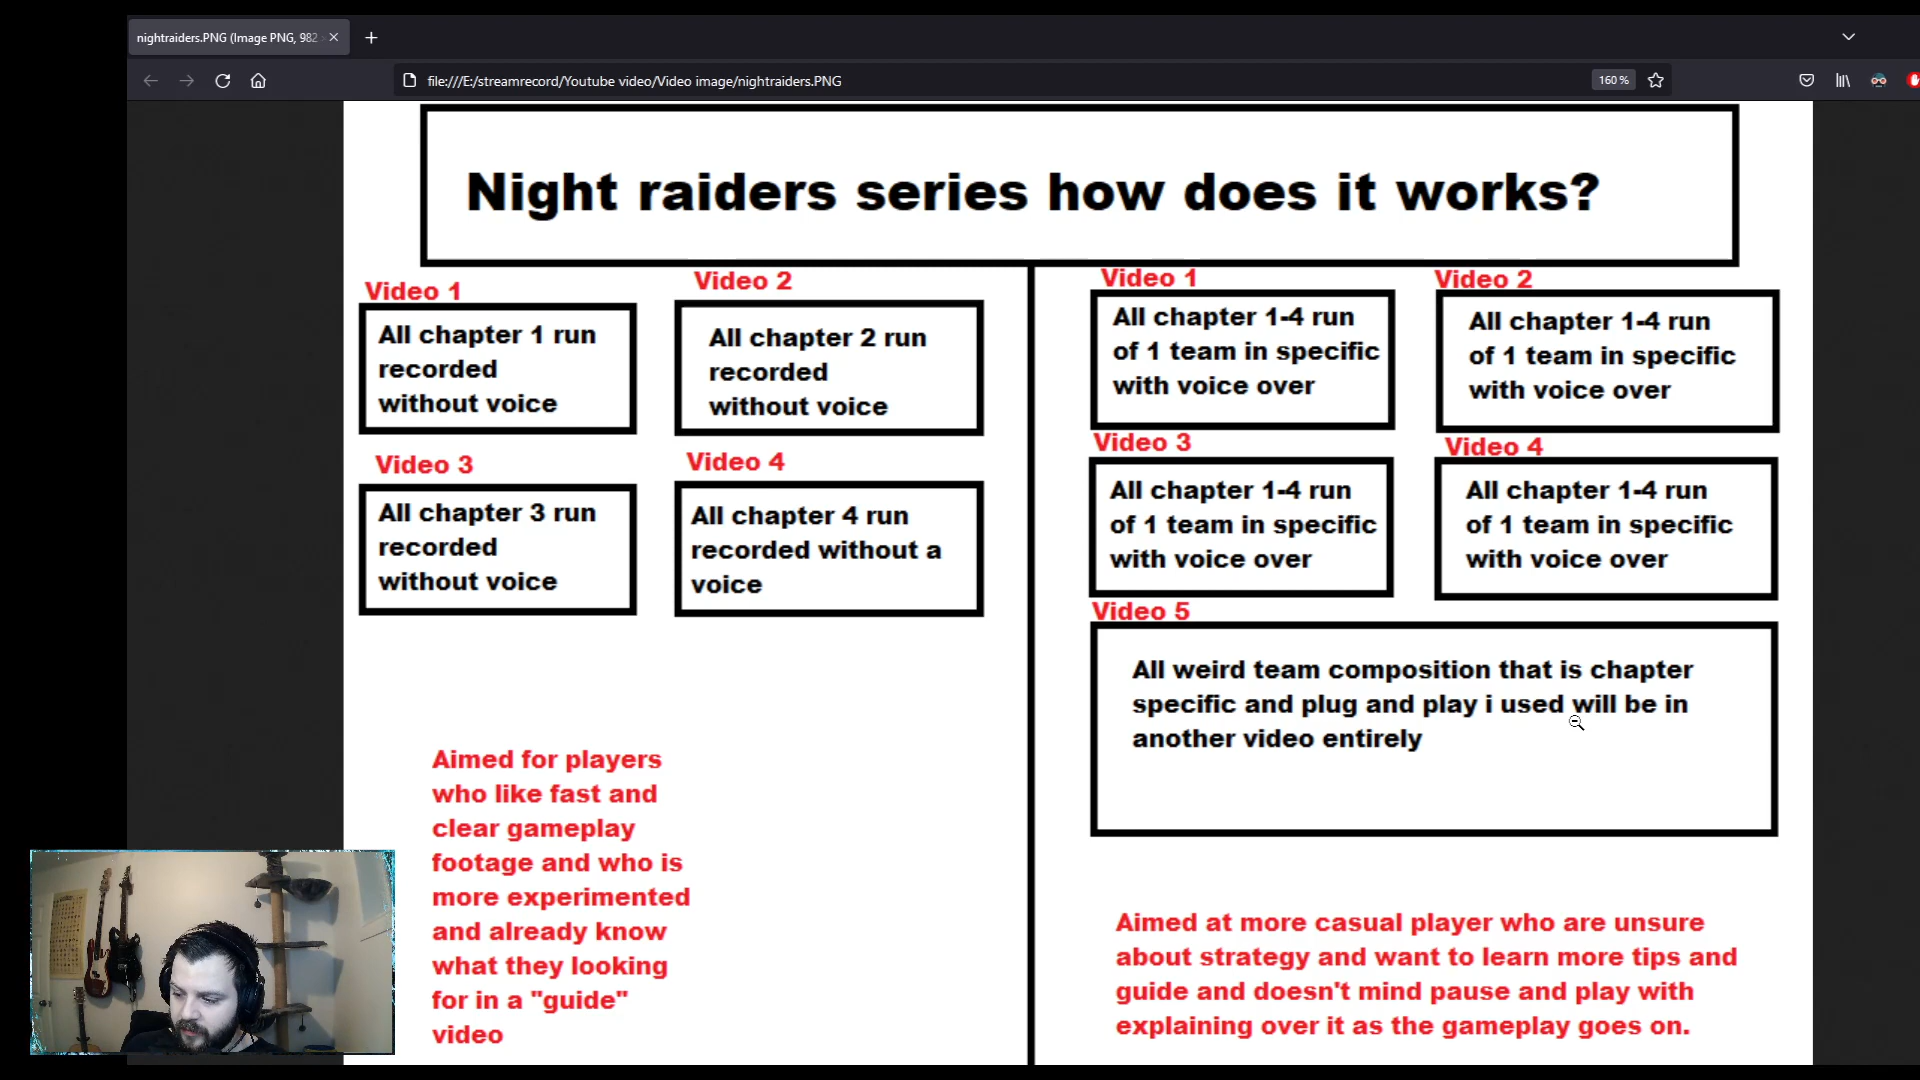 nightraiders.PNG (Image PNG, 982
file:///E:/streamrecord/Youtube video/Video image/nightraiders.PNG
160%
Night raiders series how does it works?
Video 1
All chapter 1 run
recorded
without voice
Video 2
All chapter 2 run
recorded
without voice
Video 3
All chapter 3 run
recorded
without voice
Video 4
All chapter 4 run
recorded without a
voice
Aimed for players
who like fast and
clear gameplay
footage and who is
more experimented
and already know
what they looking
for in a "guide"
video
Video 1
All chapter 1-4 run
of 1 team in specific
with voice over
Video 2
All chapter 1-4 run
of 1 team in specific
with voice over
Video 3
All chapter 1-4 run
of 1 team in specific
with voice over
Video 4
All chapter 1-4 run
of 1 team in specific
with voice over
Video 5
All weird team composition that is chapter
specific and plug and play i used will be in
another video entirely
Aimed at more casual player who are unsure
about strategy and want to learn more tips and
guide and doesn't mind pause and play with
explaining over it as the gameplay goes on.